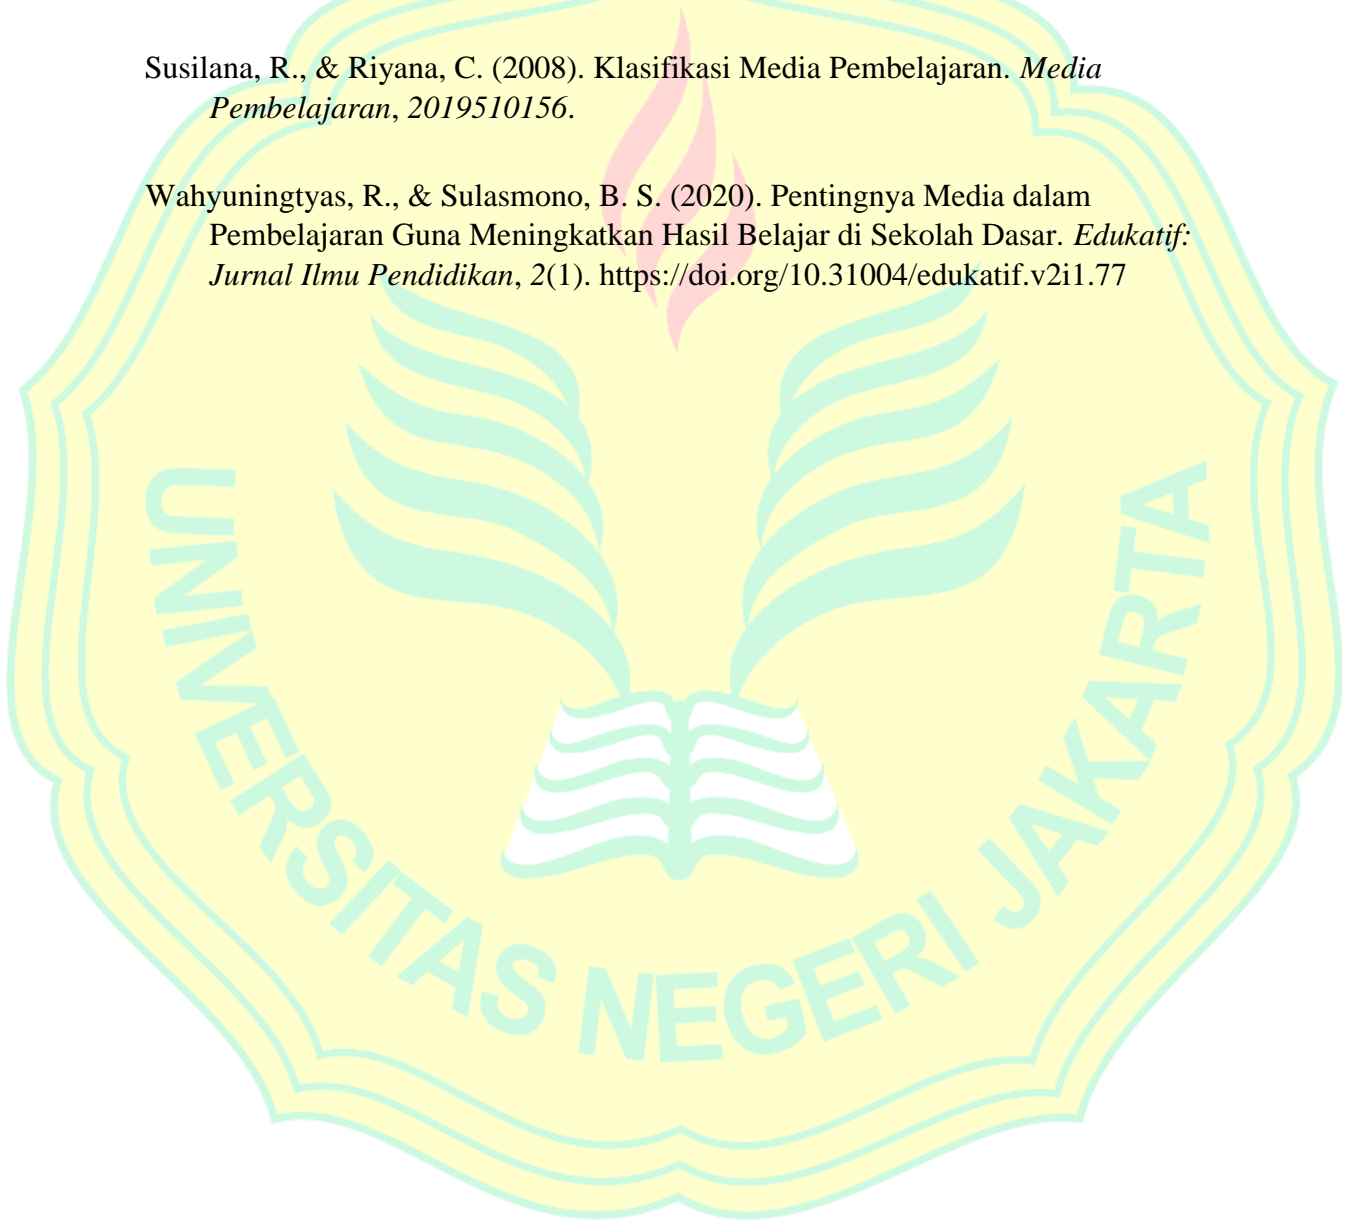 Susilana, R., & Riyana, C. (2008). Klasifikasi Media Pembelajaran. Media
Pembelajaran, 2019510156.
Wahyuningtyas, R., & Sulasmono, B. S. (2020). Pentingnya Media dalam
Pembelajaran Guna Meningkatkan Hasil Belajar di Sekolah Dasar. Edukatif:
Jurnal Ilmu Pendidikan, 2(1). https://doi.org/10.31004/edukatif.v2i1.77
UNIVERSITAS NEGERI JAKARTA